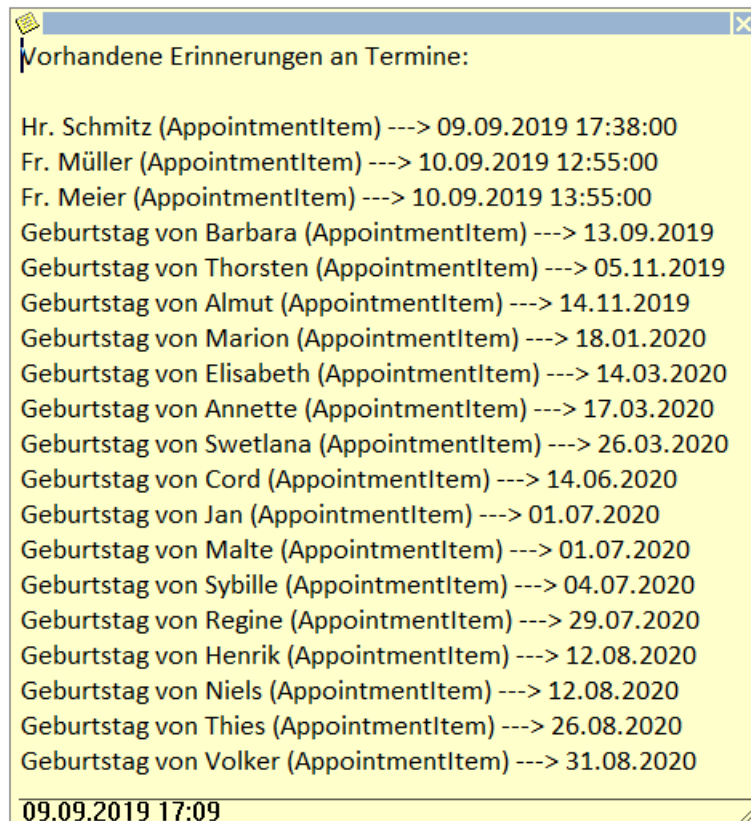 Vorhandene Erinnerungen an Termine:
Hr. Schmitz (AppointmentItem) ---> 09.09.2019 17:38:00
Fr. Müller (AppointmentItem) ---> 10.09.2019 12:55:00
Fr. Meier (AppointmentItem) ---> 10.09.2019 13:55:00
Geburtstag von Barbara (AppointmentItem) ---> 13.09.2019
Geburtstag von Thorsten (AppointmentItem) ---> 05.11.2019
Geburtstag von Almut (AppointmentItem) ---> 14.11.2019
Geburtstag von Marion (AppointmentItem) ---> 18.01.2020
Geburtstag von Elisabeth (AppointmentItem) ---> 14.03.2020
Geburtstag von Annette (AppointmentItem) ---> 17.03.2020
Geburtstag von Swetlana (AppointmentItem) ---> 26.03.2020
Geburtstag von Cord (AppointmentItem) ---> 14.06.2020
Geburtstag von Jan (AppointmentItem) ---> 01.07.2020
Geburtstag von Malte (AppointmentItem) ---> 01.07.2020
Geburtstag von Sybille (AppointmentItem) ---> 04.07.2020
Geburtstag von Regine (AppointmentItem) ---> 29.07.2020
Geburtstag von Henrik (AppointmentItem) ---> 12.08.2020
Geburtstag von Niels (AppointmentItem) ---> 12.08.2020
Geburtstag von Thies (AppointmentItem) ---> 26.08.2020
Geburtstag von Volker (AppointmentItem) ---> 31.08.2020
09.09.2019 17:09